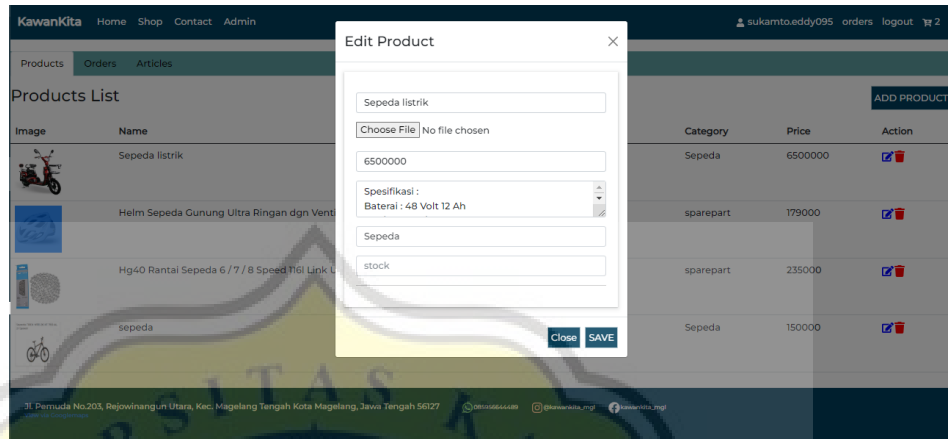 KawanKita Home Shop Contact Admin sukamto.eddy095 orders logout 2
Edit Product
Products Orders Articles
Products List
ADD PRODUCT
Sepeda listrik
Choose File No file chosen
6500000
Spesifikasi :
Baterai : 48 Volt 12 Ah
Sepeda
stock
Close SAVE
Image Name Category Price Action
Sepeda listrik Sepeda 6500000
Helm Sepeda Gunung Ultra Ringan dgn Venti sparepart 179000
Hg40 Rantai Sepeda 6 / 7 / 8 Speed 116l Link L sparepart 235000
sepeda Sepeda 150000
Jl. Pemuda No.203, Rejowinangun Utara, Kec. Magelang Tengah Kota Magelang, Jawa Tengah 56127 @kawankita_mgl kawankita_mgl
RSITAS